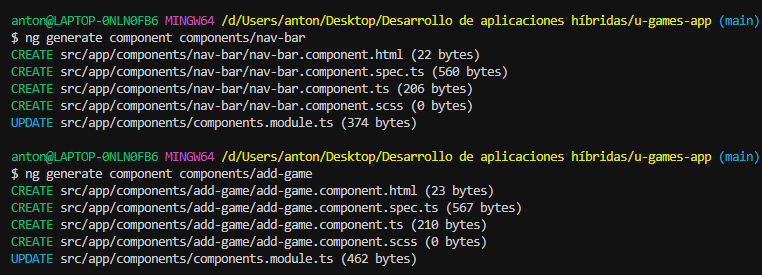 anton@LAPTOP-0NLN0FB6 MINGW64 /d/Users/anton/Desktop/Desarrollo de aplicaciones híbridas/u-games-app (main)
$ ng generate component components/nav-bar
CREATE src/app/components/nav-bar/nav-bar.component.html (22 bytes)
CREATE src/app/components/nav-bar/nav-bar.component.spec.ts (560 bytes)
CREATE src/app/components/nav-bar/nav-bar.component.ts (206 bytes)
CREATE src/app/components/nav-bar/nav-bar.component.scss (0 bytes)
UPDATE src/app/components/components.module.ts (374 bytes)
anton@LAPTOP-0NLN0FB6 MINGW64 /d/Users/anton/Desktop/Desarrollo de aplicaciones híbridas/u-games-app (main)
$ ng generate component components/add-game
CREATE src/app/components/add-game/add-game.component.html (23 bytes)
CREATE src/app/components/add-game/add-game.component.spec.ts (567 bytes)
CREATE src/app/components/add-game/add-game.component.ts (210 bytes)
CREATE src/app/components/add-game/add-game.component.scss (0 bytes)
UPDATE src/app/components/components.module.ts (462 bytes)